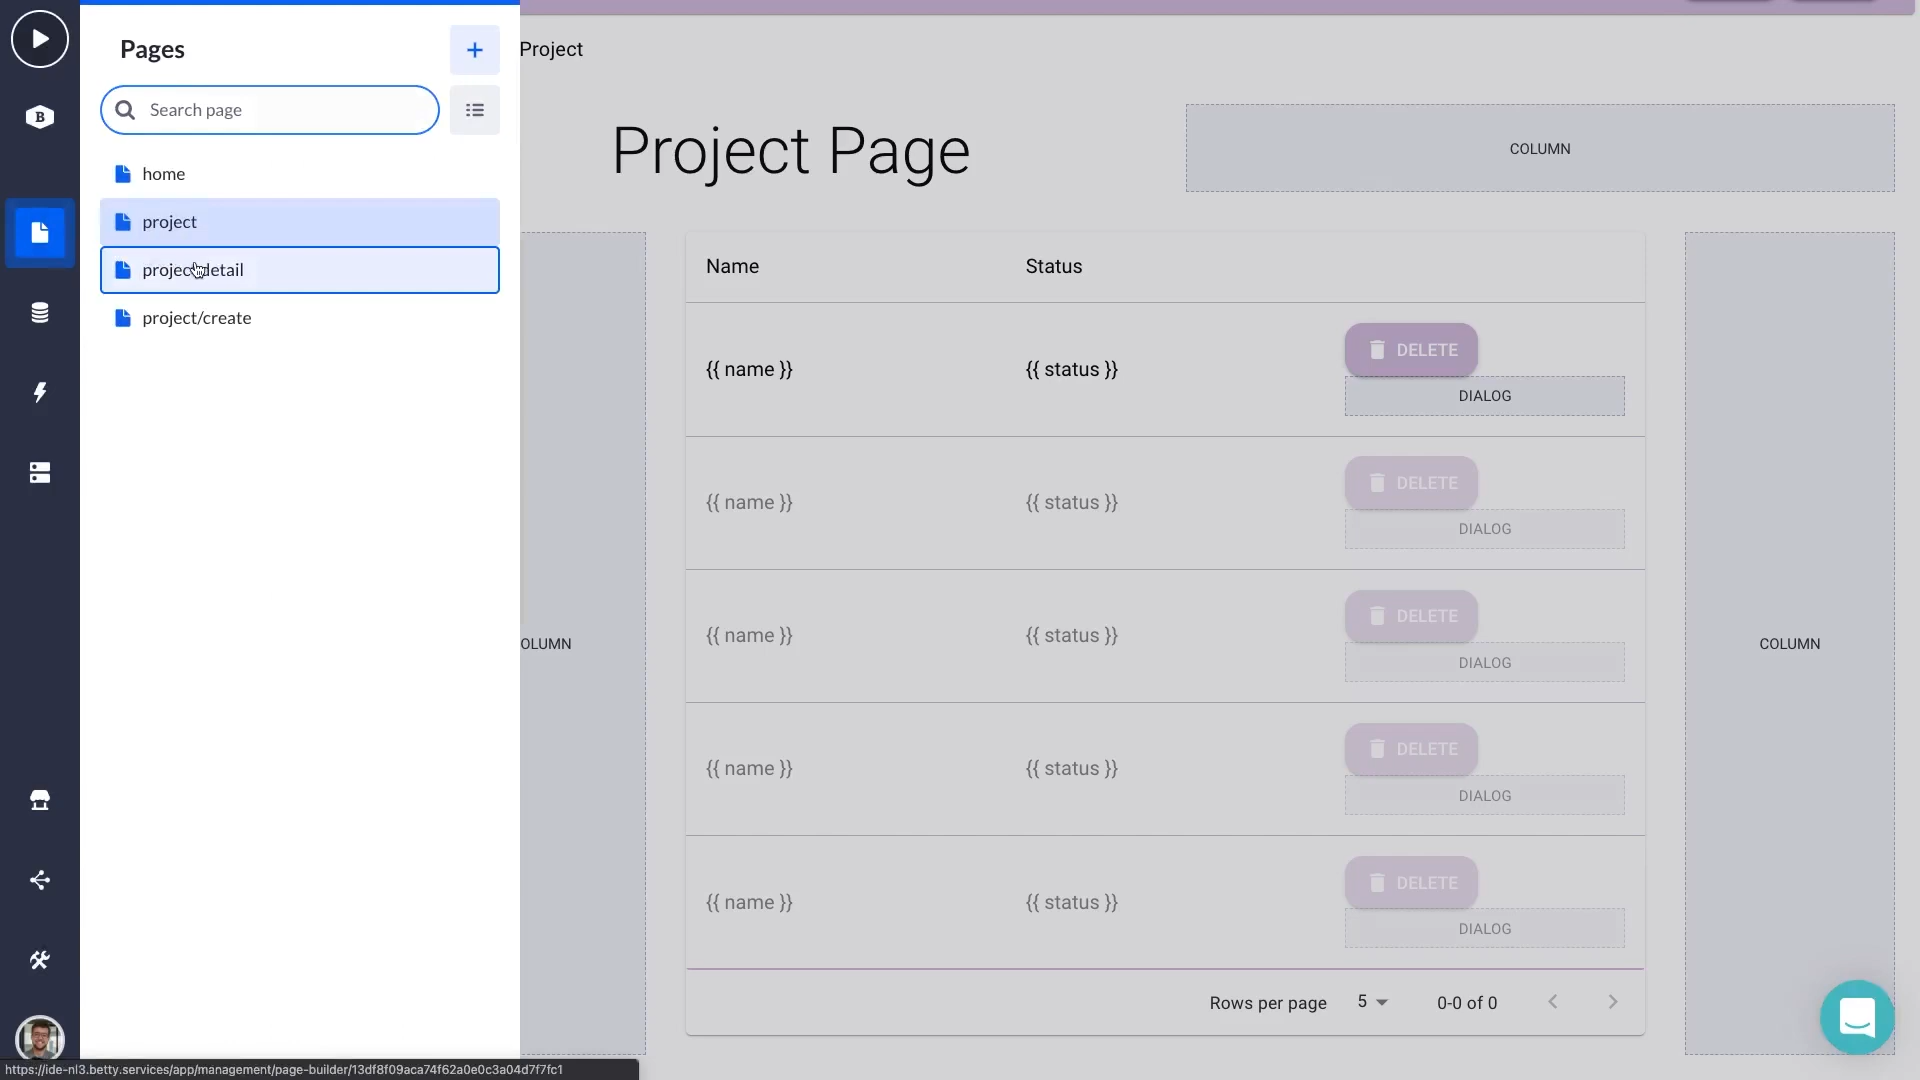 Pages
+
Search page
home
project
project/detail
project/create
B
Project
Project Page
COLUMN
Name Status
{{ name }} {{ status }} DELETE
DIALOG
{{ name }} {{ status }} DELETE
DIALOG
{{ name }} {{ status }} DELETE
DIALOG
{{ name }} {{ status }} DELETE
DIALOG
{{ name }} {{ status }} DELETE
DIALOG
OLUMN
COLUMN
Rows per page 5 0-0 of 0
https://ide-nl3.betty.services/app/management/page-builder/13df8f09aca74f62a0e0c3a04d7f7fc1